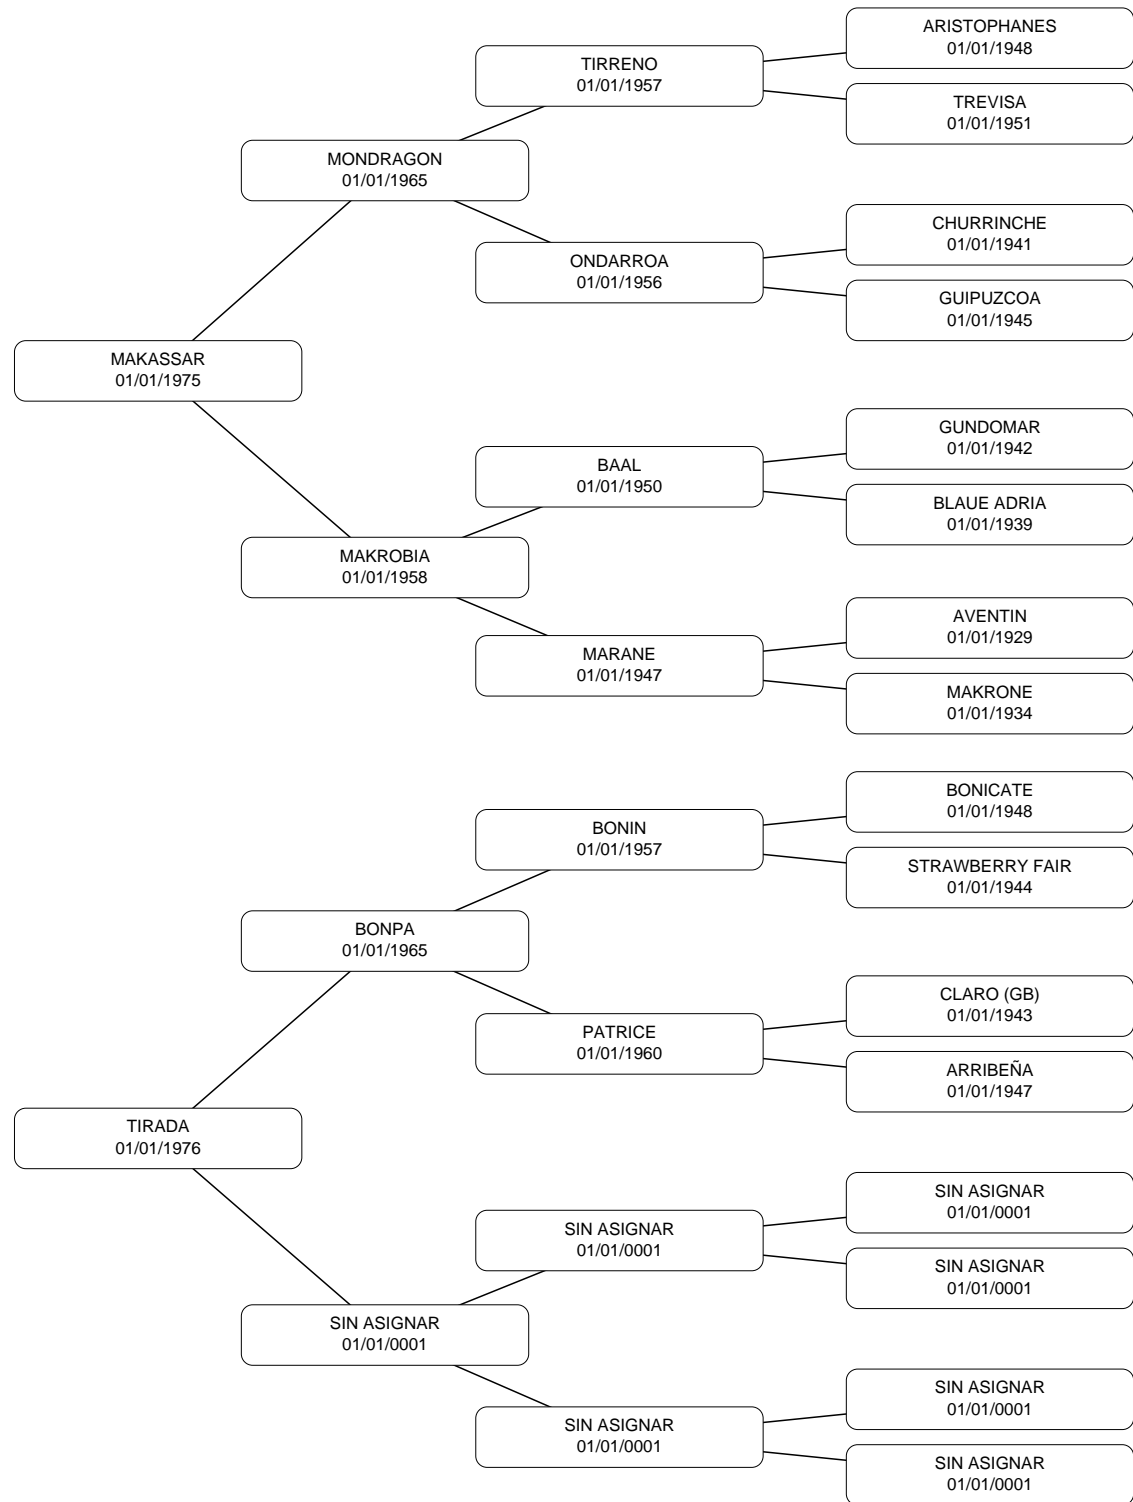 ARISTOPHANES
01/01/1948
TIRRENO
01/01/1957
TREVISA
01/01/1951
MONDRAGON
01/01/1965
CHURRINCHE
01/01/1941
ONDARROA
01/01/1956
GUIPUZCOA
01/01/1945
MAKASSAR
01/01/1975
GUNDOMAR
01/01/1942
BAAL
01/01/1950
BLAUE ADRIA
01/01/1939
MAKROBIA
01/01/1958
AVENTIN
01/01/1929
MARANE
01/01/1947
MAKRONE
01/01/1934
BONICATE
01/01/1948
BONIN
01/01/1957
STRAWBERRY FAIR
01/01/1944
BONPA
01/01/1965
CLARO (GB)
01/01/1943
PATRICE
01/01/1960
ARRIBEÑA
01/01/1947
TIRADA
01/01/1976
SIN ASIGNAR
01/01/0001
SIN ASIGNAR
01/01/0001
SIN ASIGNAR
01/01/0001
SIN ASIGNAR
01/01/0001
SIN ASIGNAR
01/01/0001
SIN ASIGNAR
01/01/0001
SIN ASIGNAR
01/01/0001